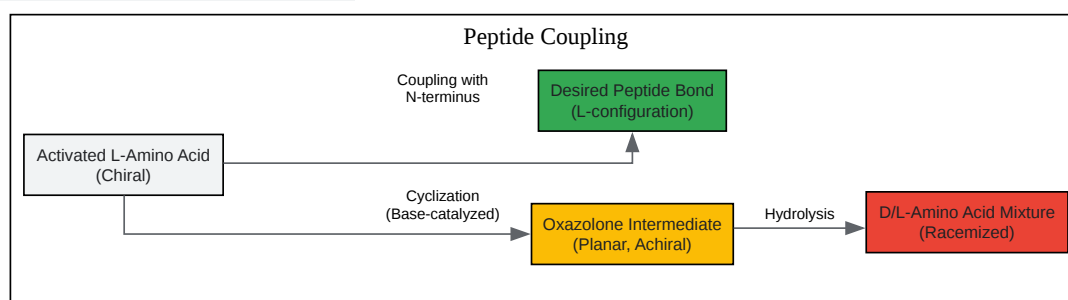 Peptide Coupling
Coupling with
N-terminus
Desired Peptide Bond
(L-configuration)
Activated L-Amino Acid
(Chiral)
Cyclization
(Base-catalyzed)
Oxazolone Intermediate
(Planar, Achiral)
Hydrolysis
D/L-Amino Acid Mixture
(Racemized)